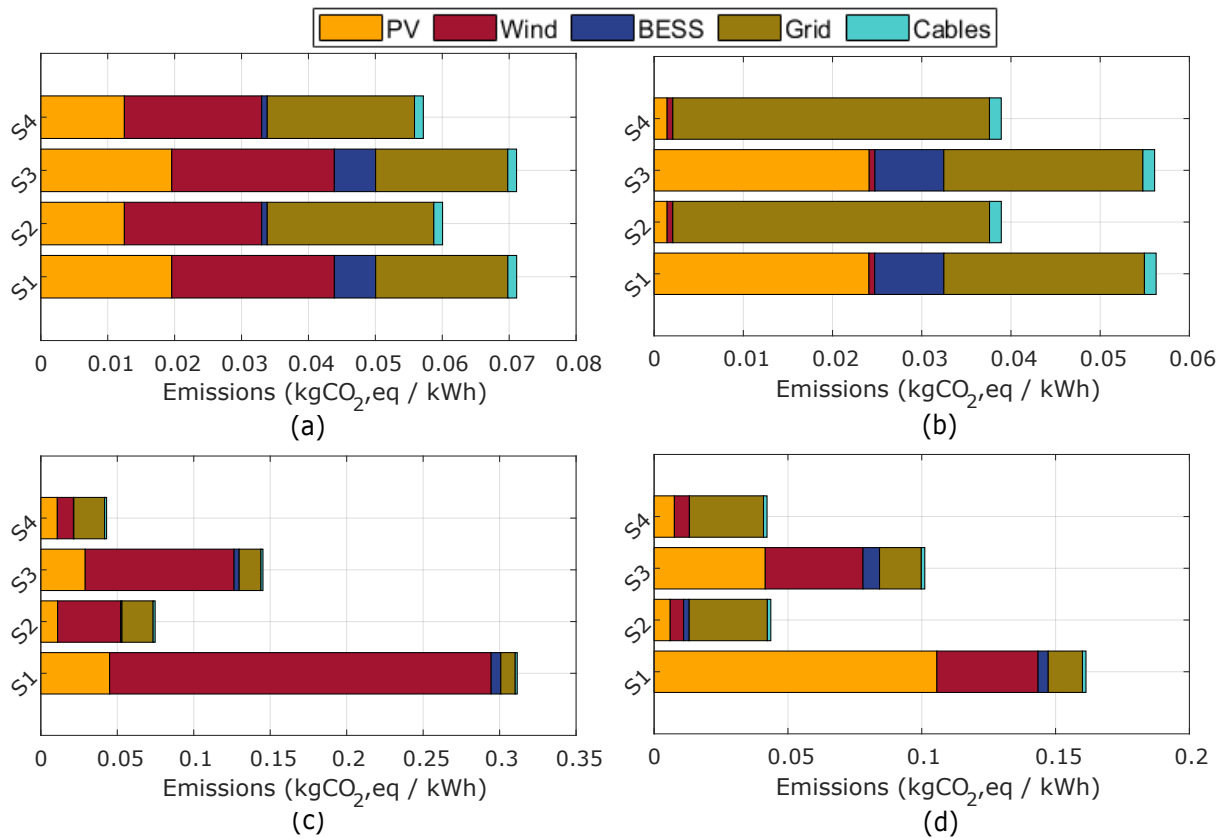 PV Wind BESS Grid Cables
S4
S3
S2
S1
0 0.01 0.02 0.03 0.04 0.05 0.06 0.07 0.08
Emissions (kgCO2,eq / kWh)
(a)
S4
S3
S2
S1
0 0.01 0.02 0.03 0.04 0.05 0.06
Emissions (kgCO2,eq / kWh)
(b)
S4
S3
S2
S1
0 0.05 0.1 0.15 0.2 0.25 0.3 0.35
Emissions (kgCO2,eq / kWh)
(c)
S4
S3
S2
S1
0 0.05 0.1 0.15 0.2
Emissions (kgCO2,eq / kWh)
(d)